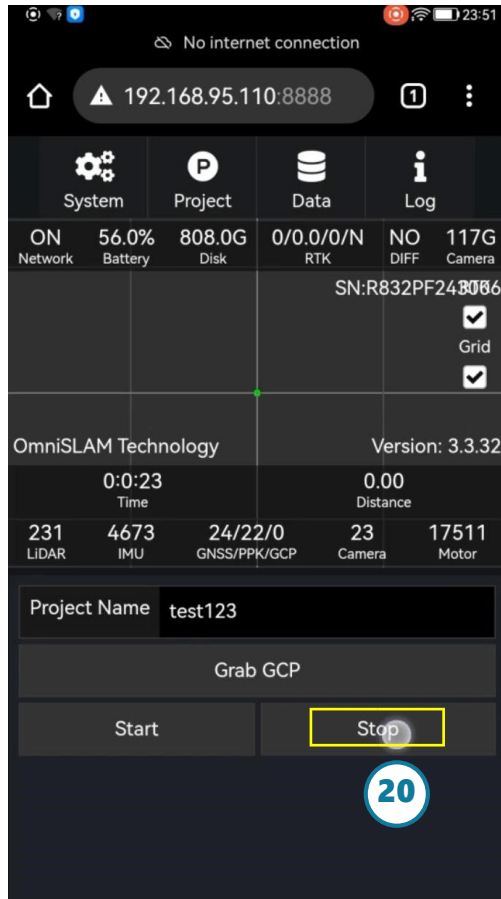 23:51
No internet connection
192.168.95.110:8888
1
System Project Data Log
ON 56.0% 808.0G 0/0.0/0/N NO 117G
Network Battery Disk RTK DIFF Camera
SN:R832PF243006
Grid
OmniSLAM Technology Version: 3.3.32
0:0:23 0.00
Time Distance
231 4673 24/22/0 23 17511
LiDAR IMU GNSS/PPK/GCP Camera Motor
Project Name test123
Grab GCP
Start Stop
20